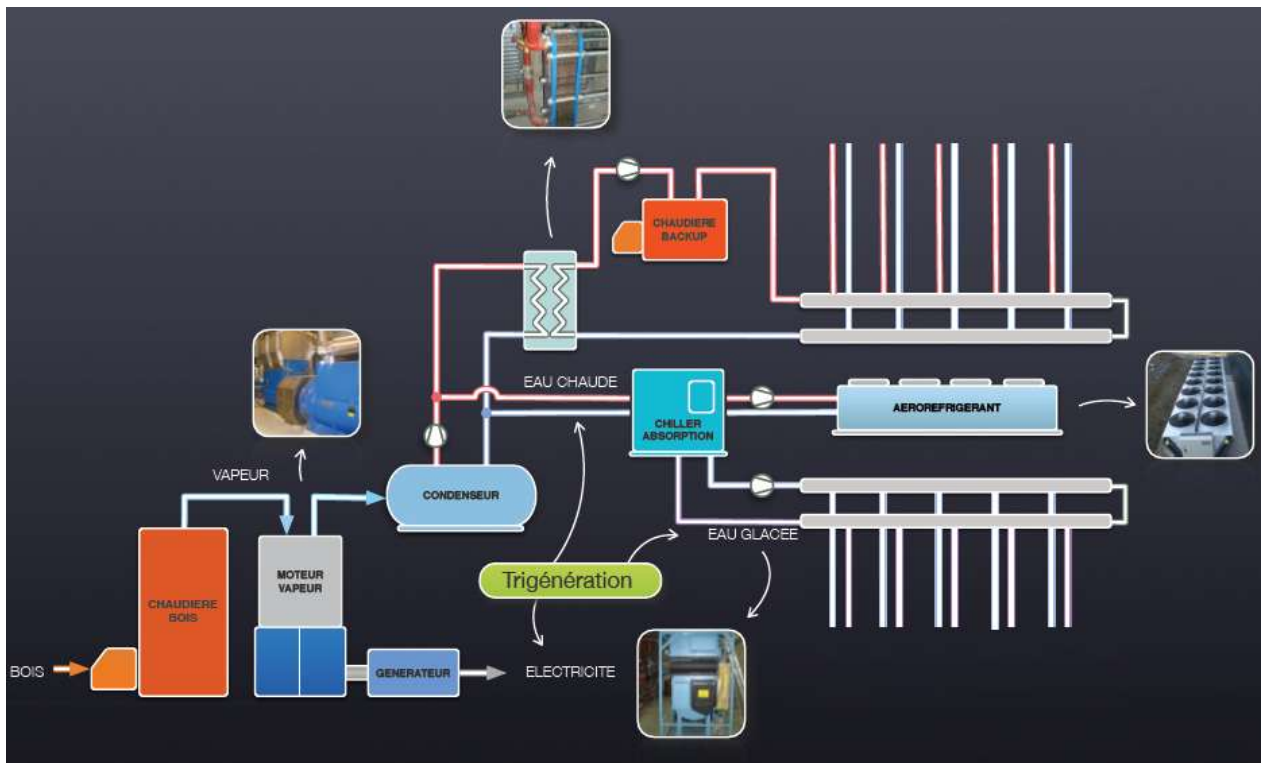 CHAUDIERE
BACKUP
EAU CHAUDE
CHILLER
ABSORPTION
AEROREFRIGERANT
VAPEUR
CONDENSEUR
EAU GLACEE
MOTEUR
VAPEUR
Trigénération
CHAUDIERE
BOIS
BOIS
GENERATEUR
ELECTRICITE